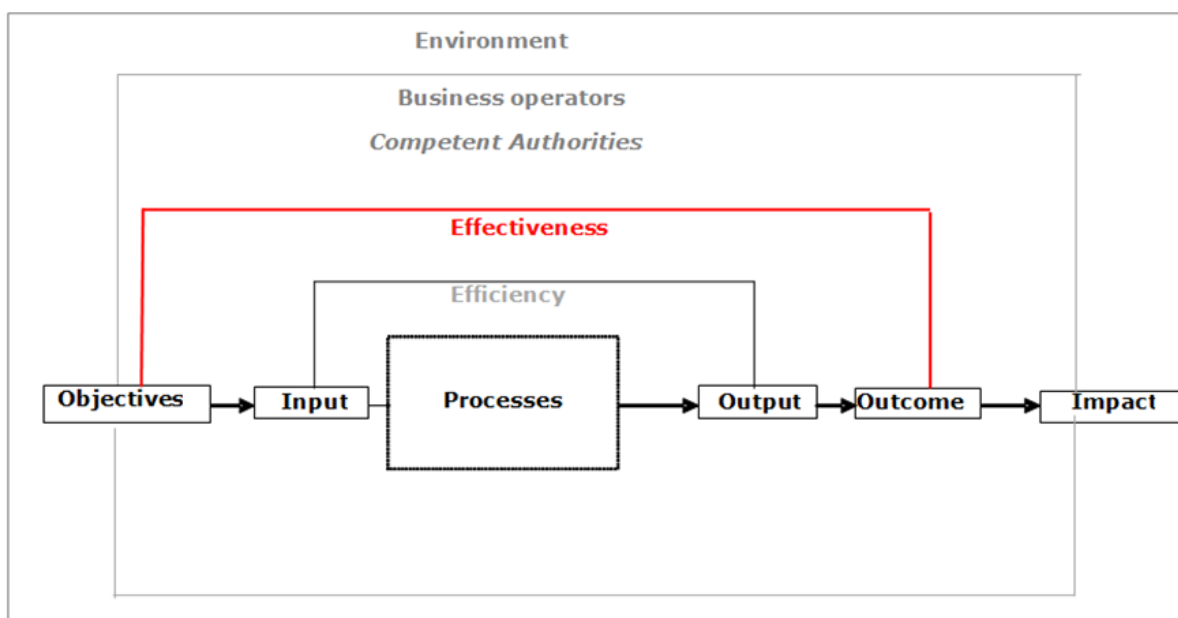 Environment
Business operators
Competent Authorities
Effectiveness
Efficiency
Objectives
Input
Processes
Output
Outcome
Impact